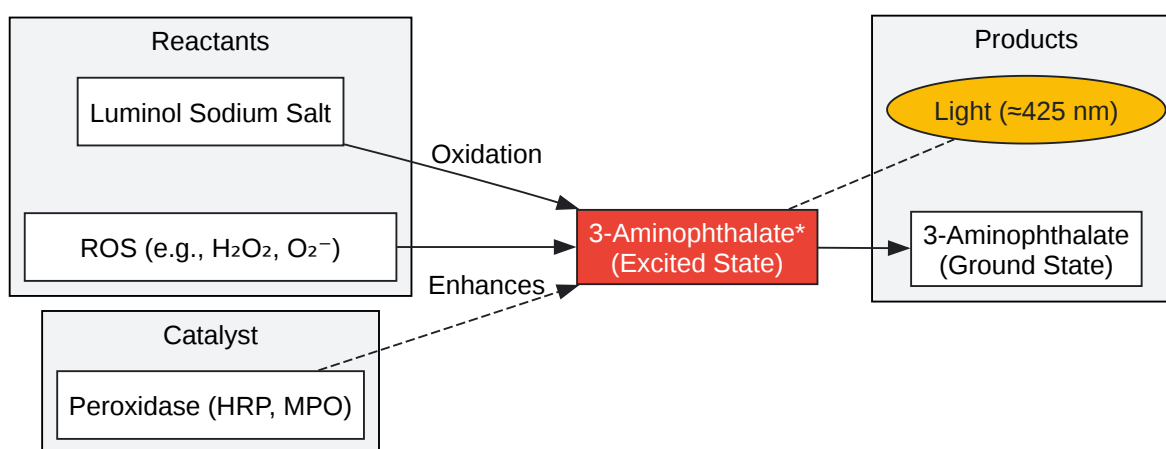 Reactants
Luminol Sodium Salt
ROS (e.g., H₂O₂, O₂⁻)
Catalyst
Peroxidase (HRP, MPO)
Oxidation
Enhances
3-Aminophthalate*
(Excited State)
Products
Light (≈425 nm)
3-Aminophthalate
(Ground State)